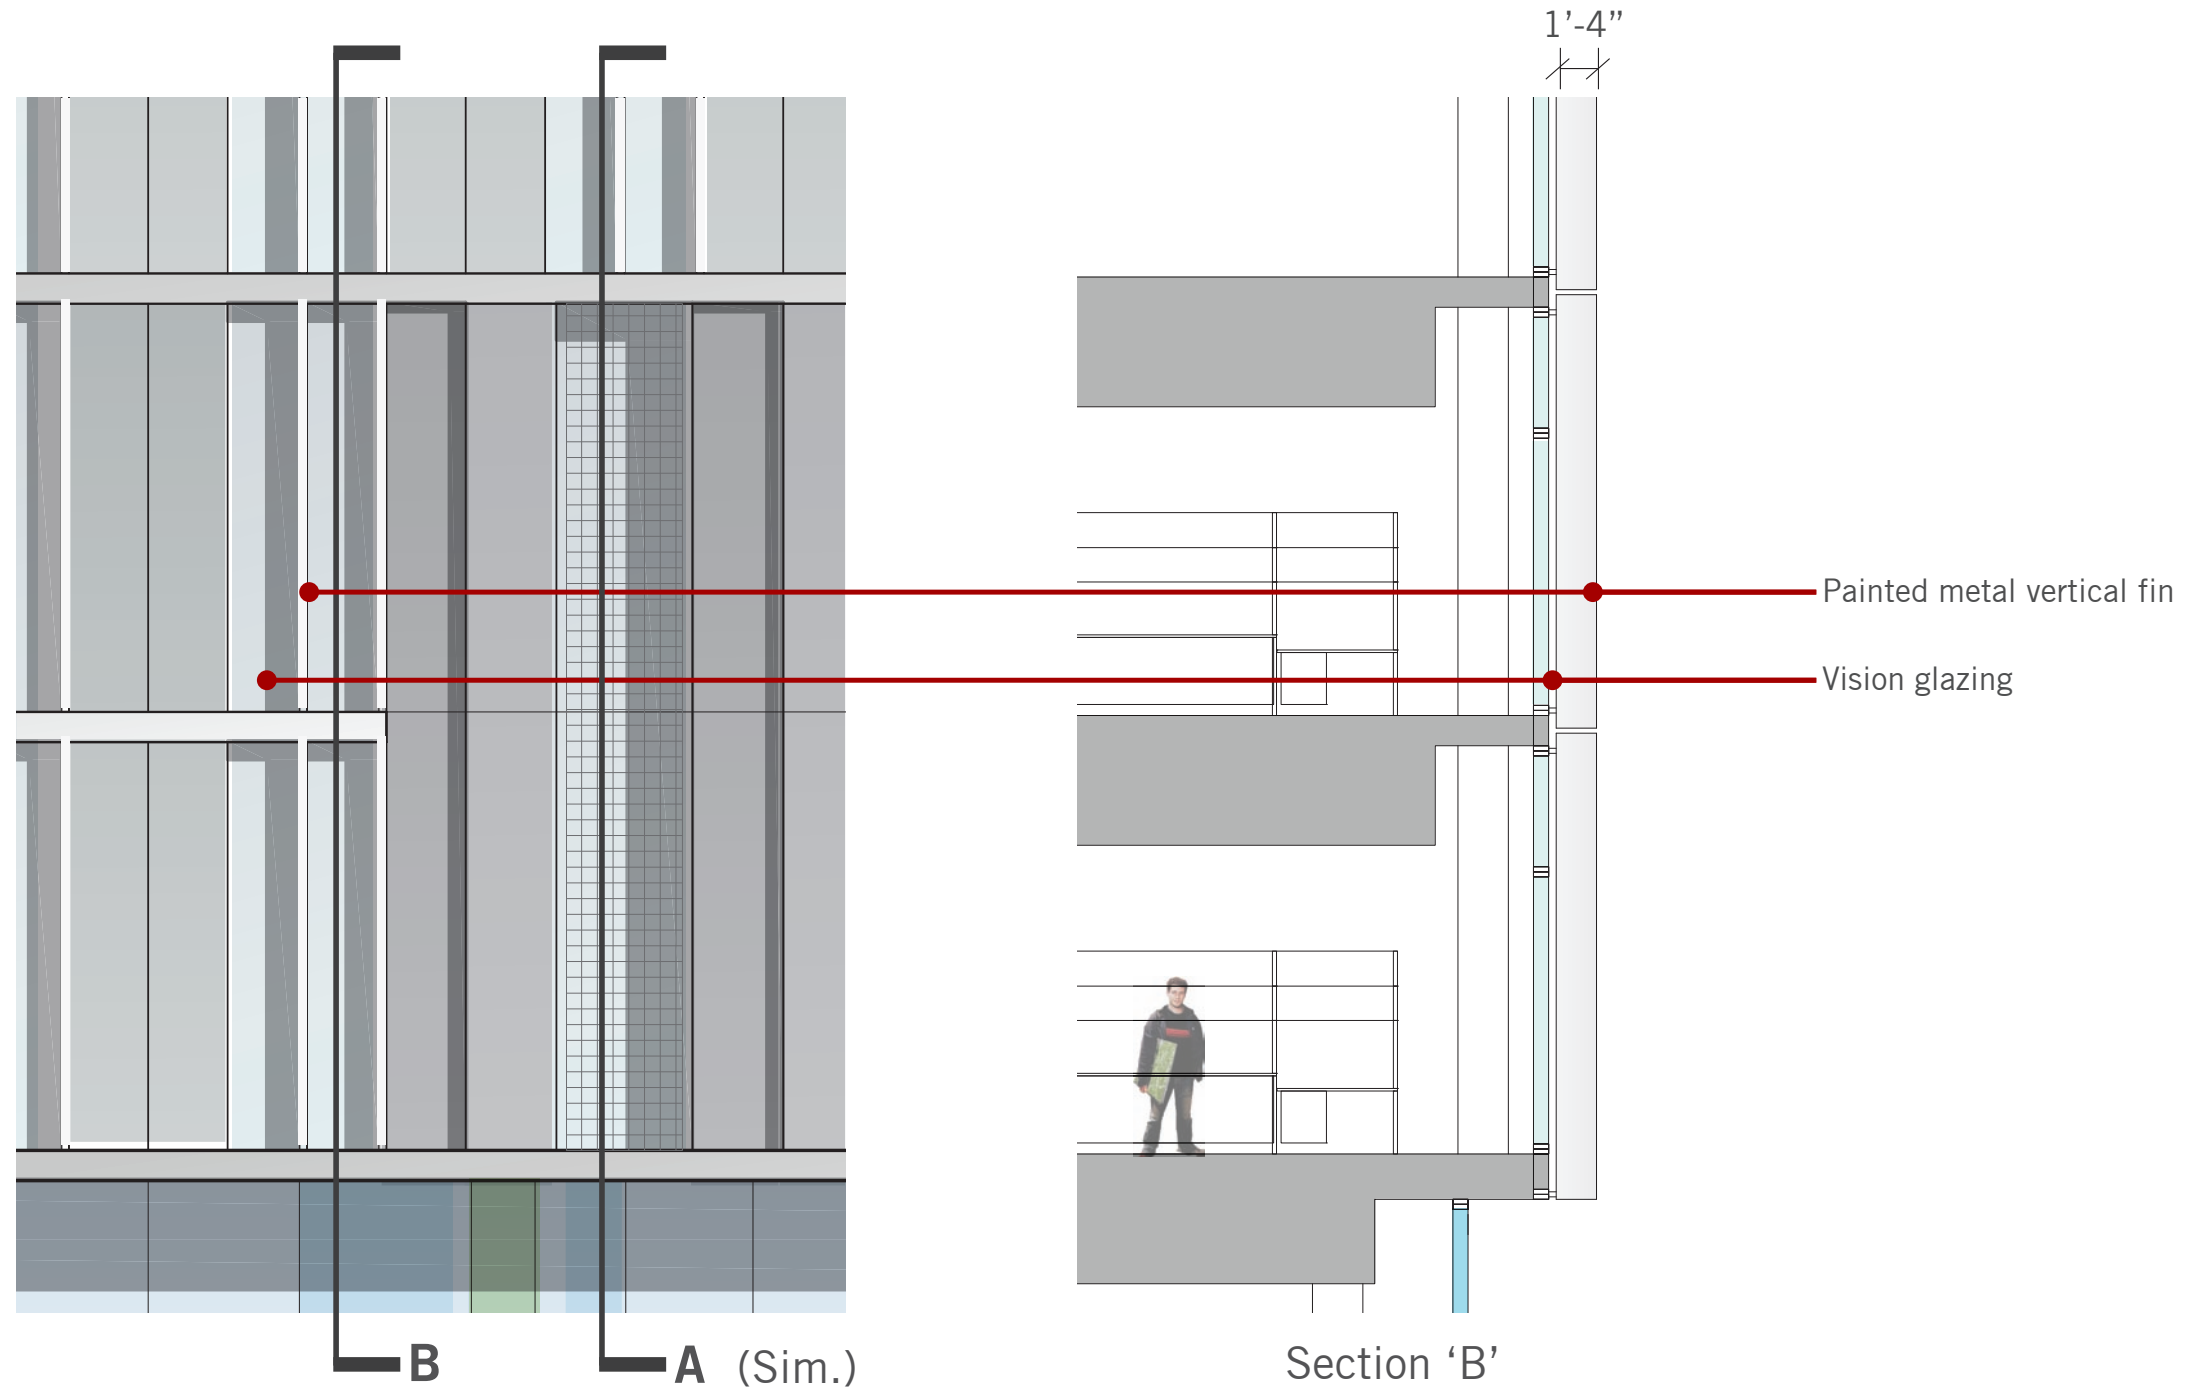 1’-4”
Painted metal vertical fin
Vision glazing
B
A (Sim.)
Section ‘B’